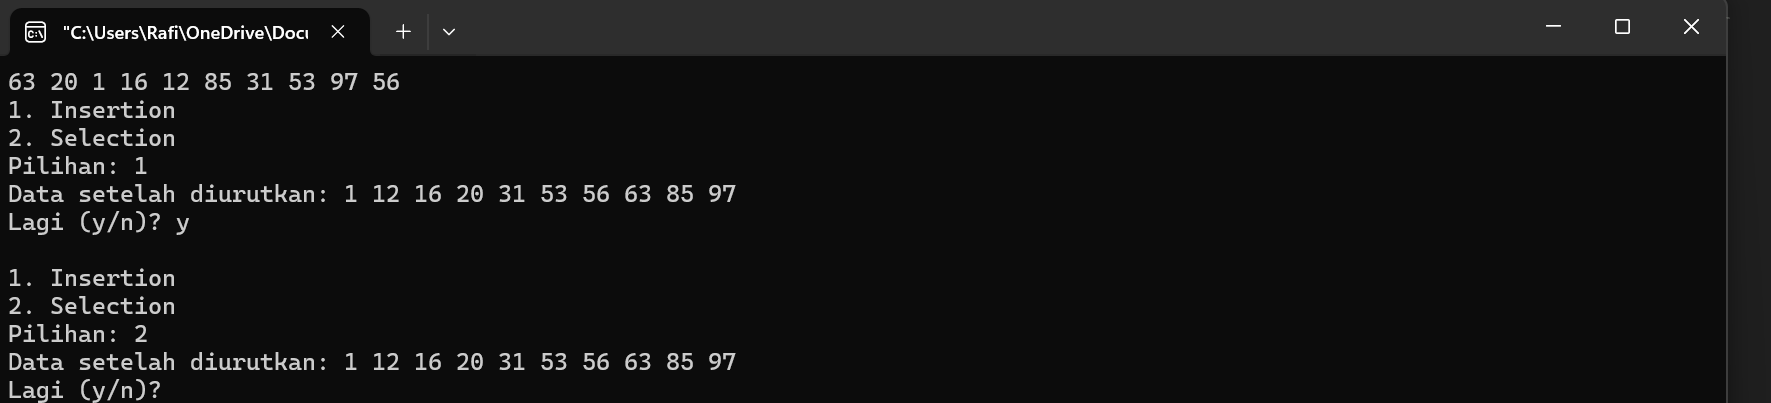 "C:\Users\Rafi\OneDrive\Docu
63 20 1 16 12 85 31 53 97 56
1. Insertion
2. Selection
Pilihan: 1
Data setelah diurutkan: 1 12 16 20 31 53 56 63 85 97
Lagi (y/n)? y
1. Insertion
2. Selection
Pilihan: 2
Data setelah diurutkan: 1 12 16 20 31 53 56 63 85 97
Lagi (y/n)?